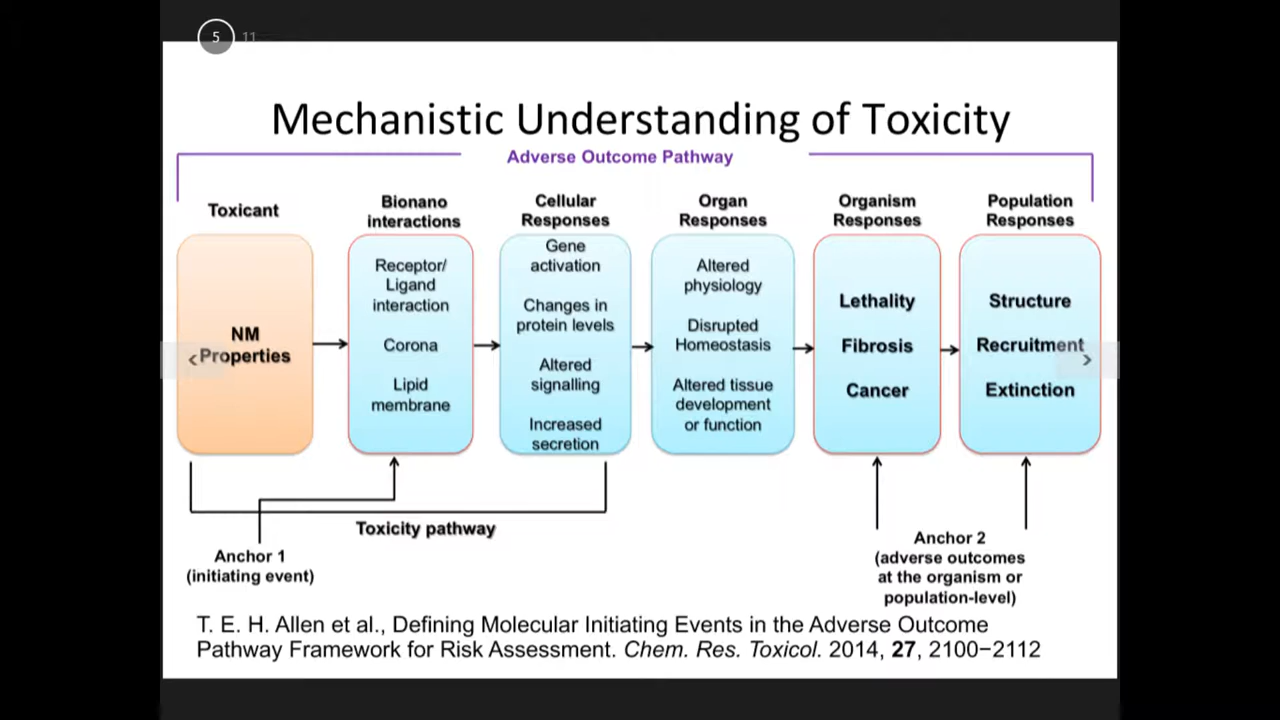 5 11
Mechanistic Understanding of Toxicity
Adverse Outcome Pathway
Toxicant
NM
Properties
Bionano
interactions
Receptor/
Ligand
interaction
Corona
Lipid
membrane
Cellular
Responses
Gene
activation
Changes in
protein levels
Altered
signalling
Increased
secretion
Organ
Responses
Altered
physiology
Disrupted
Homeostasis
Altered tissue
development
or function
Organism
Responses
Lethality
Fibrosis
Cancer
Population
Responses
Structure
Recruitment
Extinction
Toxicity pathway
Anchor 1
(initiating event)
Anchor 2
(adverse outcomes
at the organism or
population-level)
T. E. H. Allen et al., Defining Molecular Initiating Events in the Adverse Outcome
Pathway Framework for Risk Assessment. Chem. Res. Toxicol. 2014, 27, 2100−2112